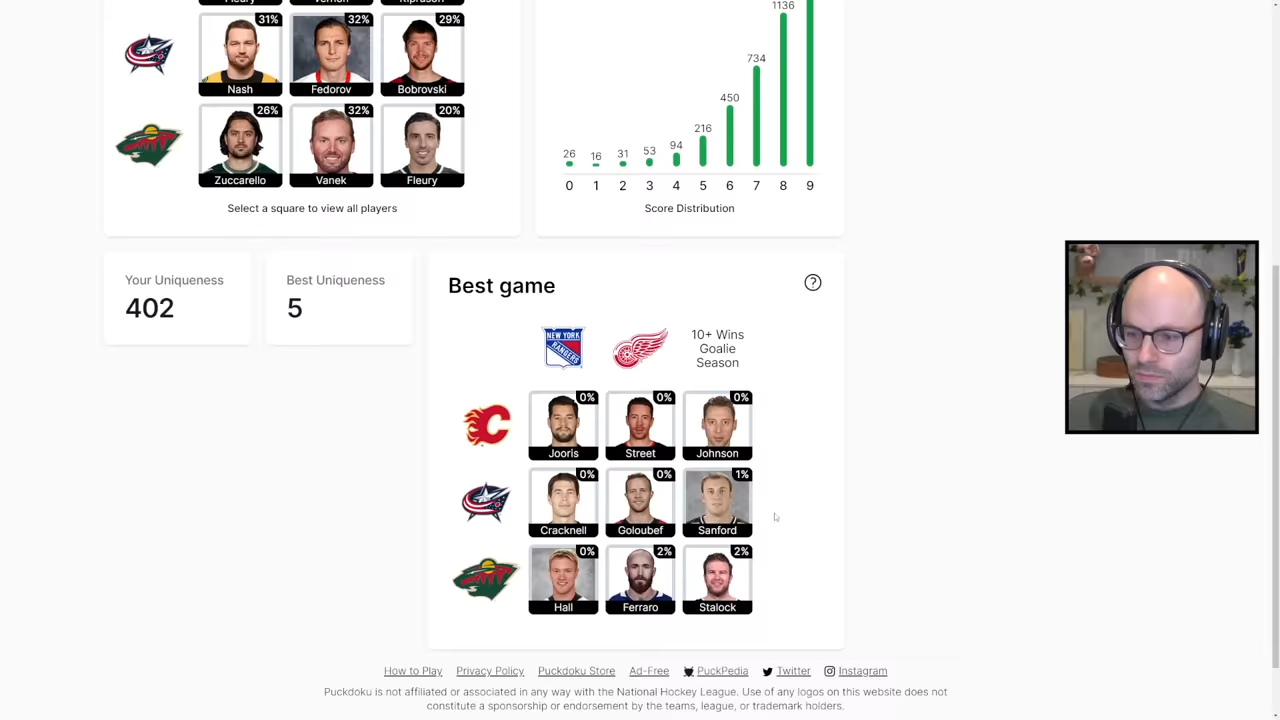 31%
32%
29%
Nash
Fedorov
Bobrovski
26%
32%
20%
Zuccarello
Vanek
Fleury
Select a square to view all players
26
16
31
53
94
216
450
734
1136
0 1 2 3 4 5 6 7 8 9
Score Distribution
Your Uniqueness
402
Best Uniqueness
5
Best game
?
NEW YORK
RANGERS
10+ Wins
Goalie
Season
0%
0%
0%
Jooris
Street
Johnson
0%
0%
1%
Cracknell
Goloubef
Sanford
0%
2%
2%
Hall
Ferraro
Stalock
How to Play Privacy Policy Puckdoku Store Ad-Free PuckPedia Twitter Instagram
Puckdoku is not affiliated or associated in any way with the National Hockey League. Use of any logos on this website does not
constitute a sponsorship or endorsement by the teams, league, or trademark holders.